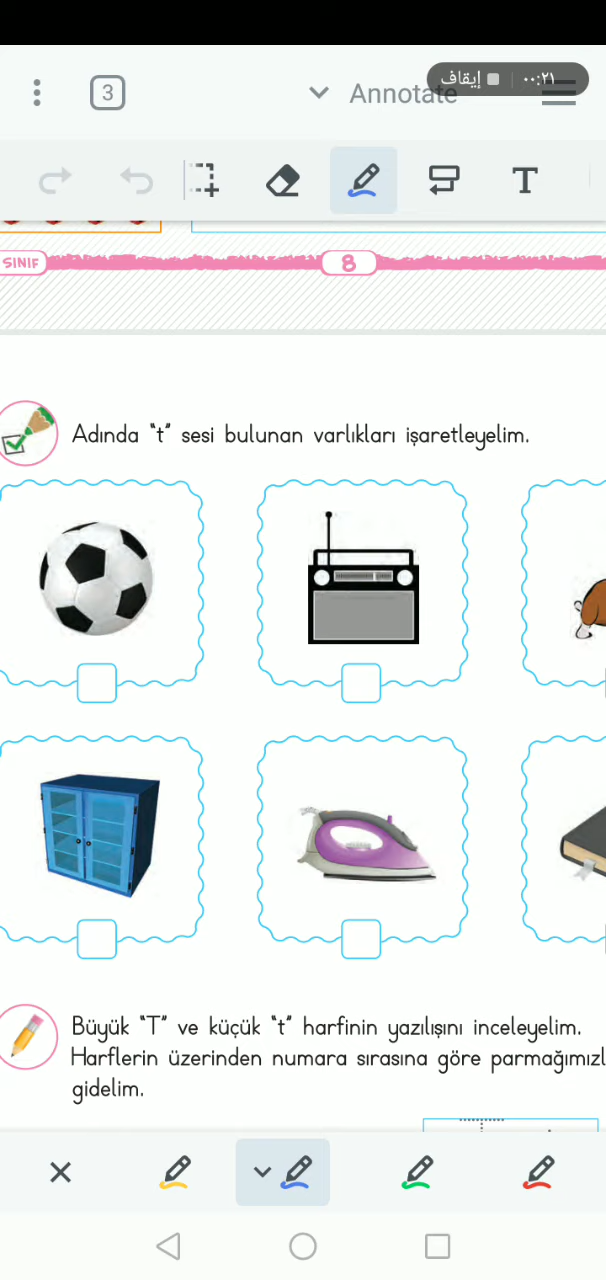 إيقاف ٠٠:٢١
3 Annotate
T
SINIF 8
Adında “t” sesi bulunan varlıkları işaretleyelim.
Büyük “T” ve küçük “t” harfinin yazılışını inceleyelim.
Harflerin üzerinden numara sırasına göre parmağımızl
gidelim.